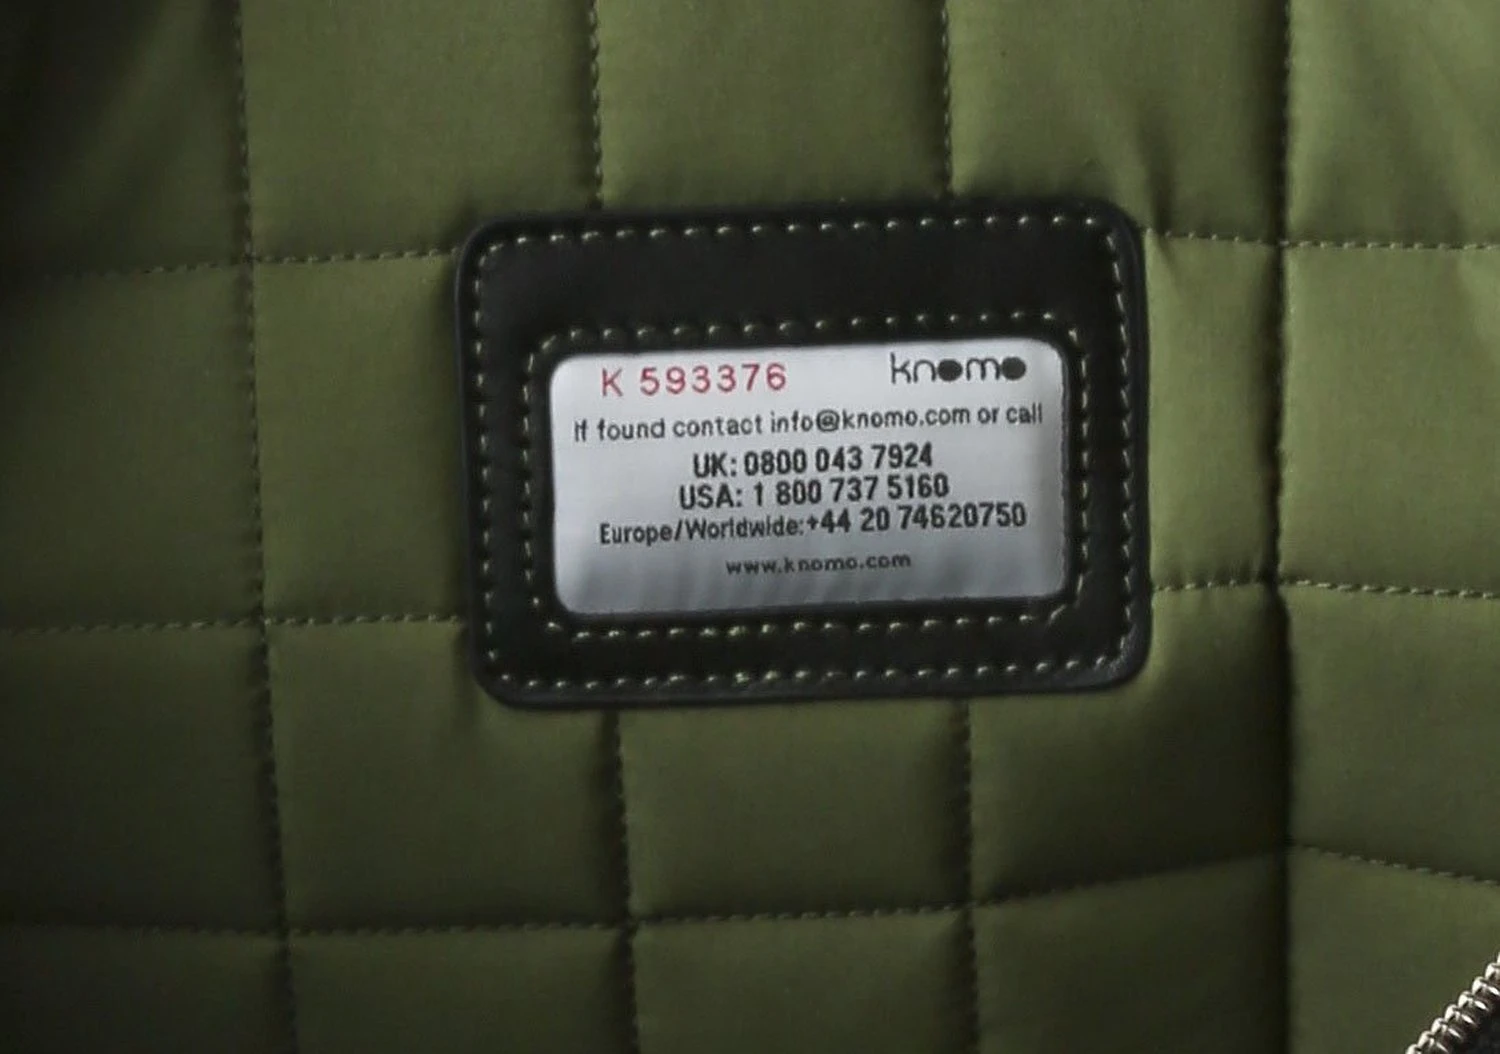 K 593376 knomo
If found contact info@knomo.com or call
UK: 0800 043 7924
USA: 1 800 737 5160
Europe/Worldwide:+44 20 74620750
www.knomo.com